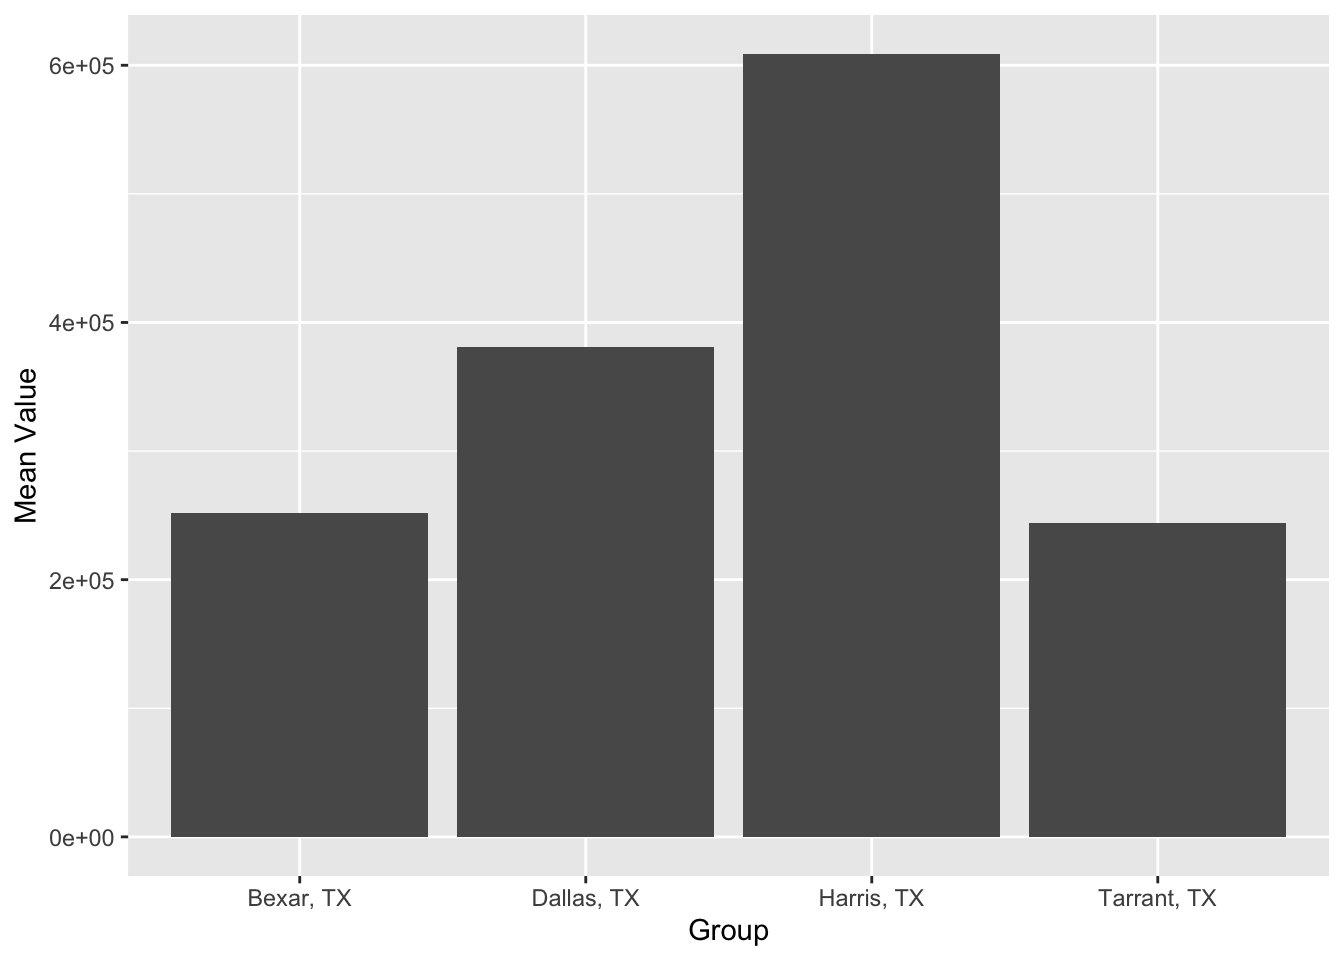 6e+05
4e+05
2e+05
0e+00
Mean Value
Bexar, TX
Dallas, TX
Harris, TX
Tarrant, TX
Group